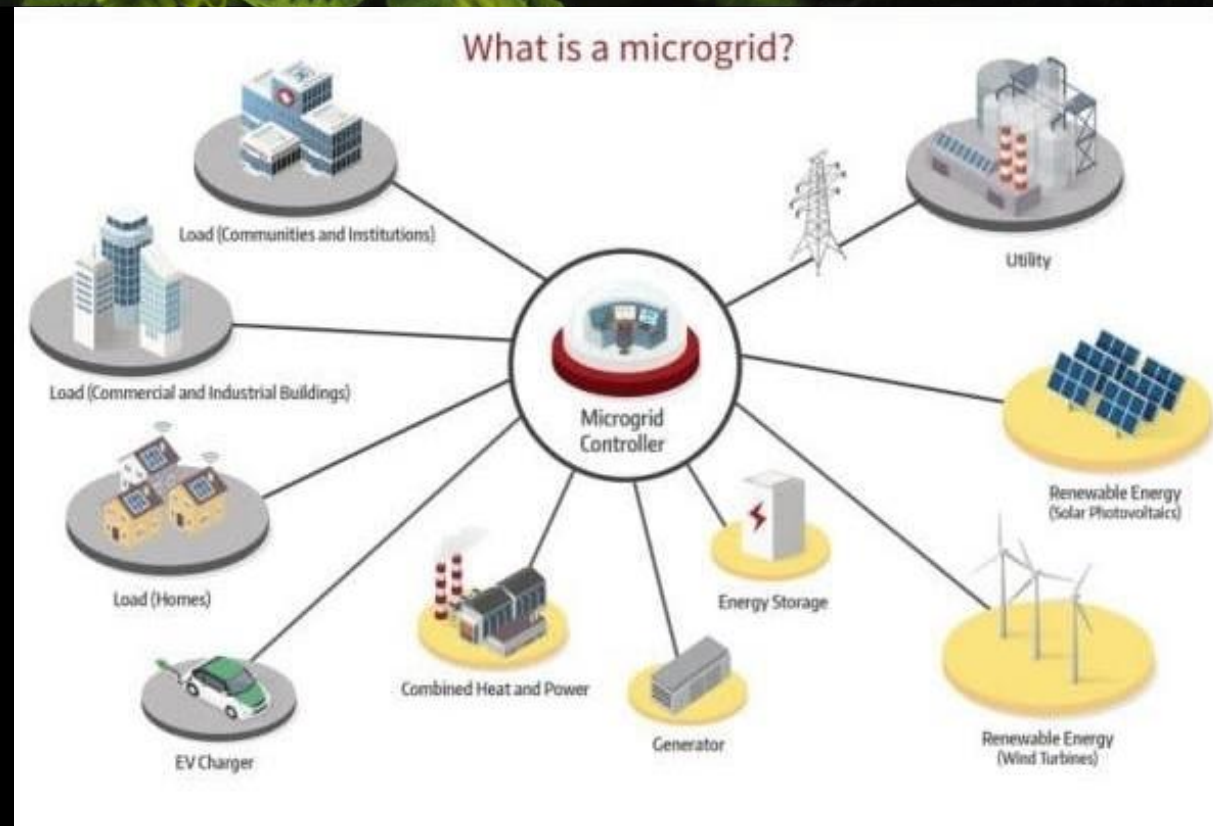 What is a microgrid?
Load (Communities and Institutions)
Utility
Load (Commercial and Industrial Buildings)
Microgrid
Controller
Renewable Energy
(Solar Photovoltaics)
Load (Homes)
Energy Storage
Combined Heat and Power
Generator
Renewable Energy
(Wind Turbines)
EV Charger